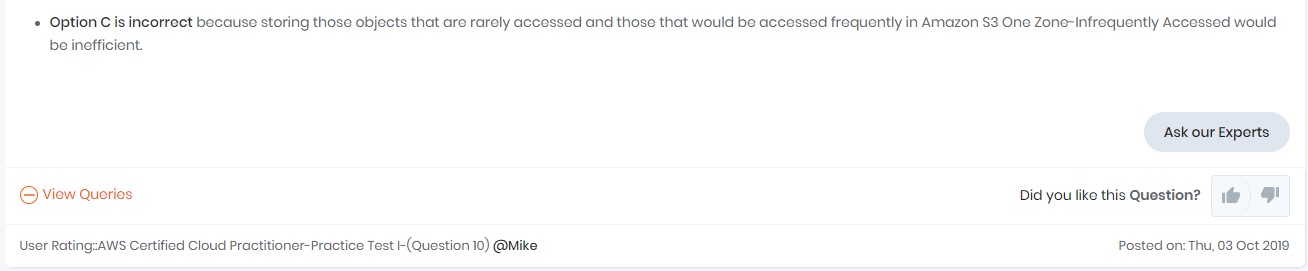 • Option C is incorrect because storing those objects that are rarely accessed and those that would be accessed frequently in Amazon S3 One Zone-Infrequently Accessed would
be inefficient.
Ask our Experts
View Queries
Did you like this Question?
User Rating::AWS Certified Cloud Practitioner-Practice Test I-(Question 10) @Mike
Posted on: Thu, 03 Oct 2019